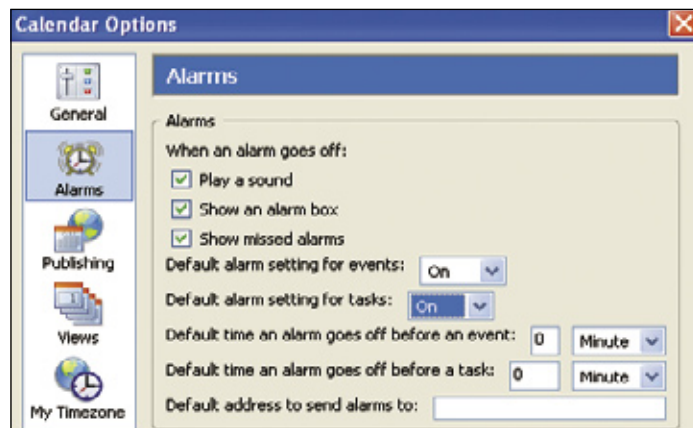 Calendar Options
General
Alarms
Publishing
Views
My Timezone
Alarms
Alarms
When an alarm goes off:
Play a sound
Show an alarm box
Show missed alarms
Default alarm setting for events: On
Default alarm setting for tasks: On
Default time an alarm goes off before an event: 0 Minute
Default time an alarm goes off before a task: 0 Minute
Default address to send alarms to: